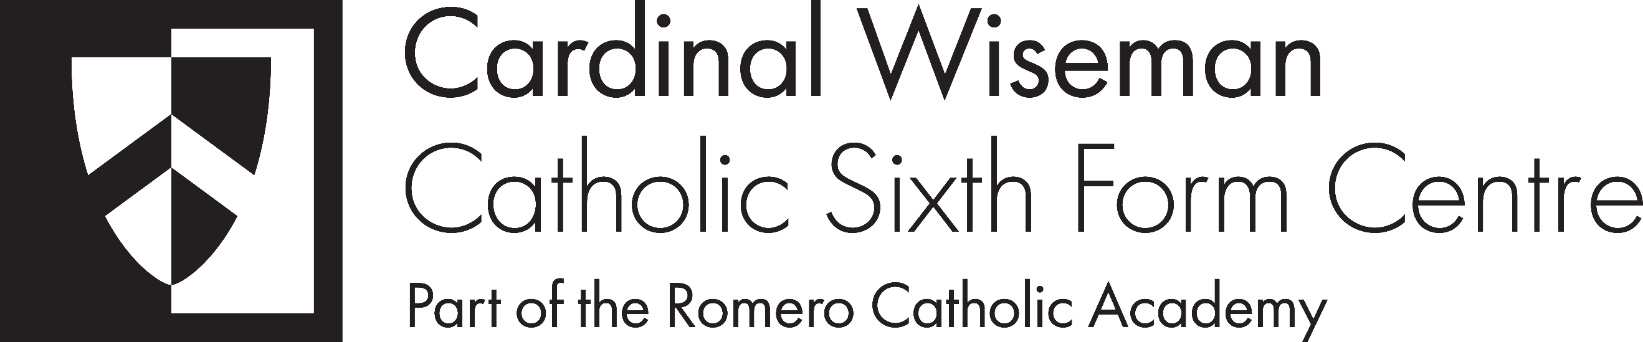 Cardinal Wiseman
Catholic Sixth Form Centre
Part of the Romero Catholic Academy